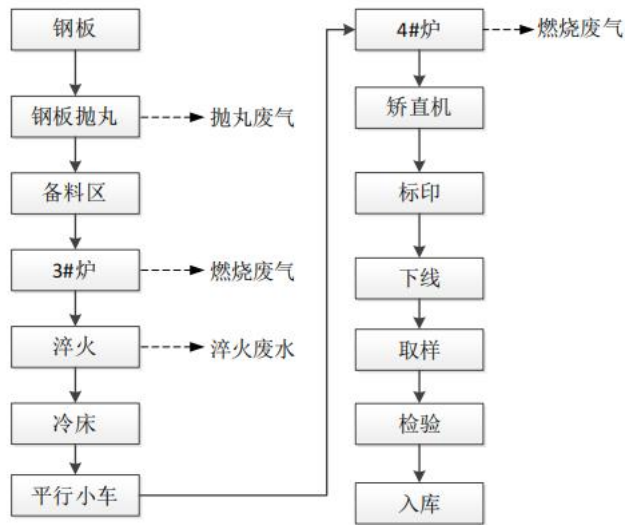 钢板
钢板抛丸
抛丸废气
备料区
3#炉
燃烧废气
淬火
淬火废水
冷床
平行小车
4#炉
燃烧废气
矫直机
标印
下线
取样
检验
入库